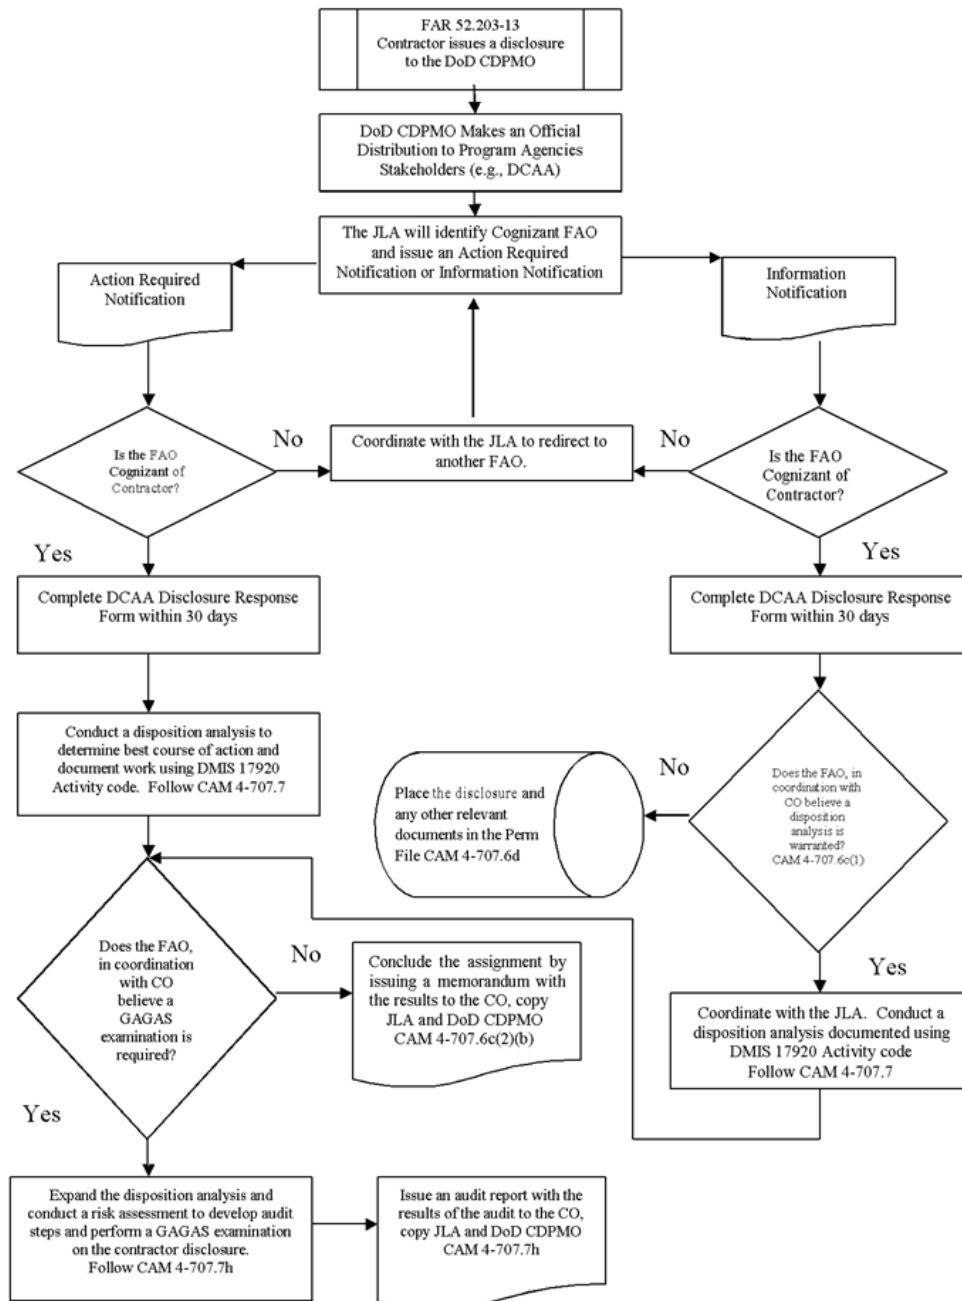 FAR 52.203-13
Contractor issues a disclosure
to the DoD CDPMO
DoD CDPMO Makes an Official
Distribution to Program Agencies
Stakeholders (e.g., DCAA)
The JLA will identify Cognizant FAO
and issue an Action Required
Notification or Information Notification
Action Required
Notification
Information
Notification
Is the FAO
Cognizant of
Contractor?
No
Coordinate with the JLA to redirect to
another FAO.
No
Is the FAO
Cognizant of
Contractor?
Yes
Yes
Complete DCAA Disclosure Response
Form within 30 days
Complete DCAA Disclosure Response
Form within 30 days
Conduct a disposition analysis to
determine best course of action and
document work using DMIS 17920
Activity code. Follow CAM 4-707.7
Place the disclosure and
any other relevant
documents in the Perm
File CAM 4-707.6d
No
Does the FAO, in
coordination with
CO believe a
disposition
analysis is
warranted?
CAM 4-707.6c(1)
Does the FAO,
in coordination
with CO
believe a
GAGAS
examination is
required?
No
Conclude the assignment by
issuing a memorandum with
the results to the CO, copy
JLA and DoD CDPMO
CAM 4-707.6c(2)(b)
Yes
Coordinate with the JLA. Conduct a
disposition analysis documented using
DMIS 17920 Activity code
Follow CAM 4-707.7
Yes
Expand the disposition analysis and
conduct a risk assessment to develop audit
steps and perform a GAGAS examination
on the contractor disclosure.
Follow CAM 4-707.7h
Issue an audit report with the
results of the audit to the CO,
copy JLA and DoD CDPMO
CAM 4-707.7h